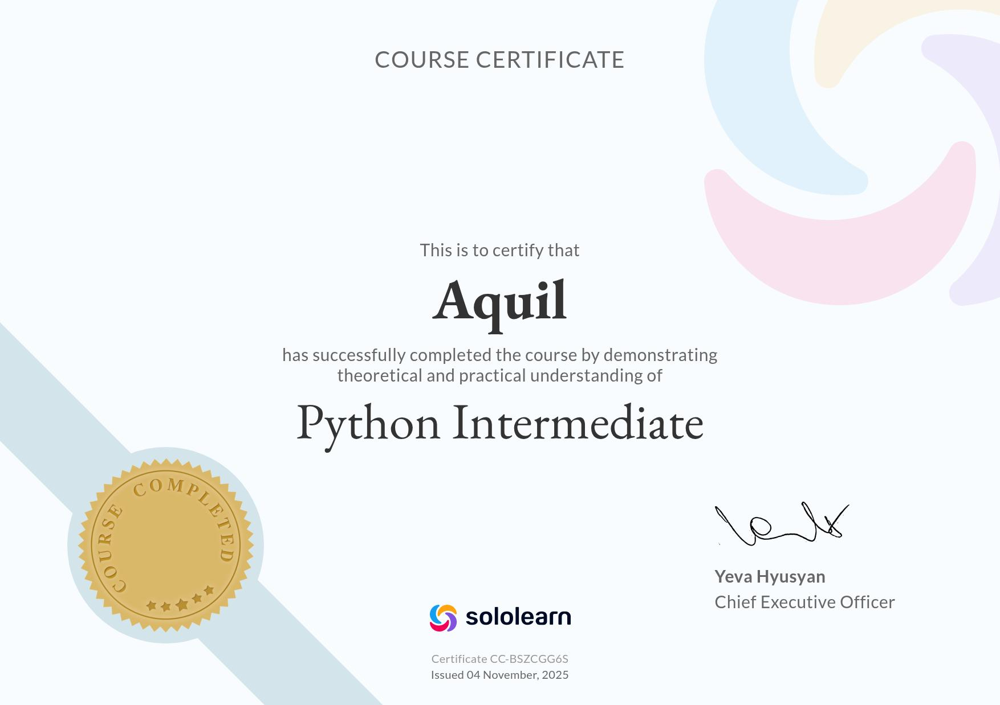 COURSE CERTIFICATE
This is to certify that
Aquil
has successfully completed the course by demonstrating
theoretical and practical understanding of
Python Intermediate
COURSE COMPLETED
Yeva Hyusyan
Chief Executive Officer
sololearn
Certificate CC-BSZCGG6S
Issued 04 November, 2025